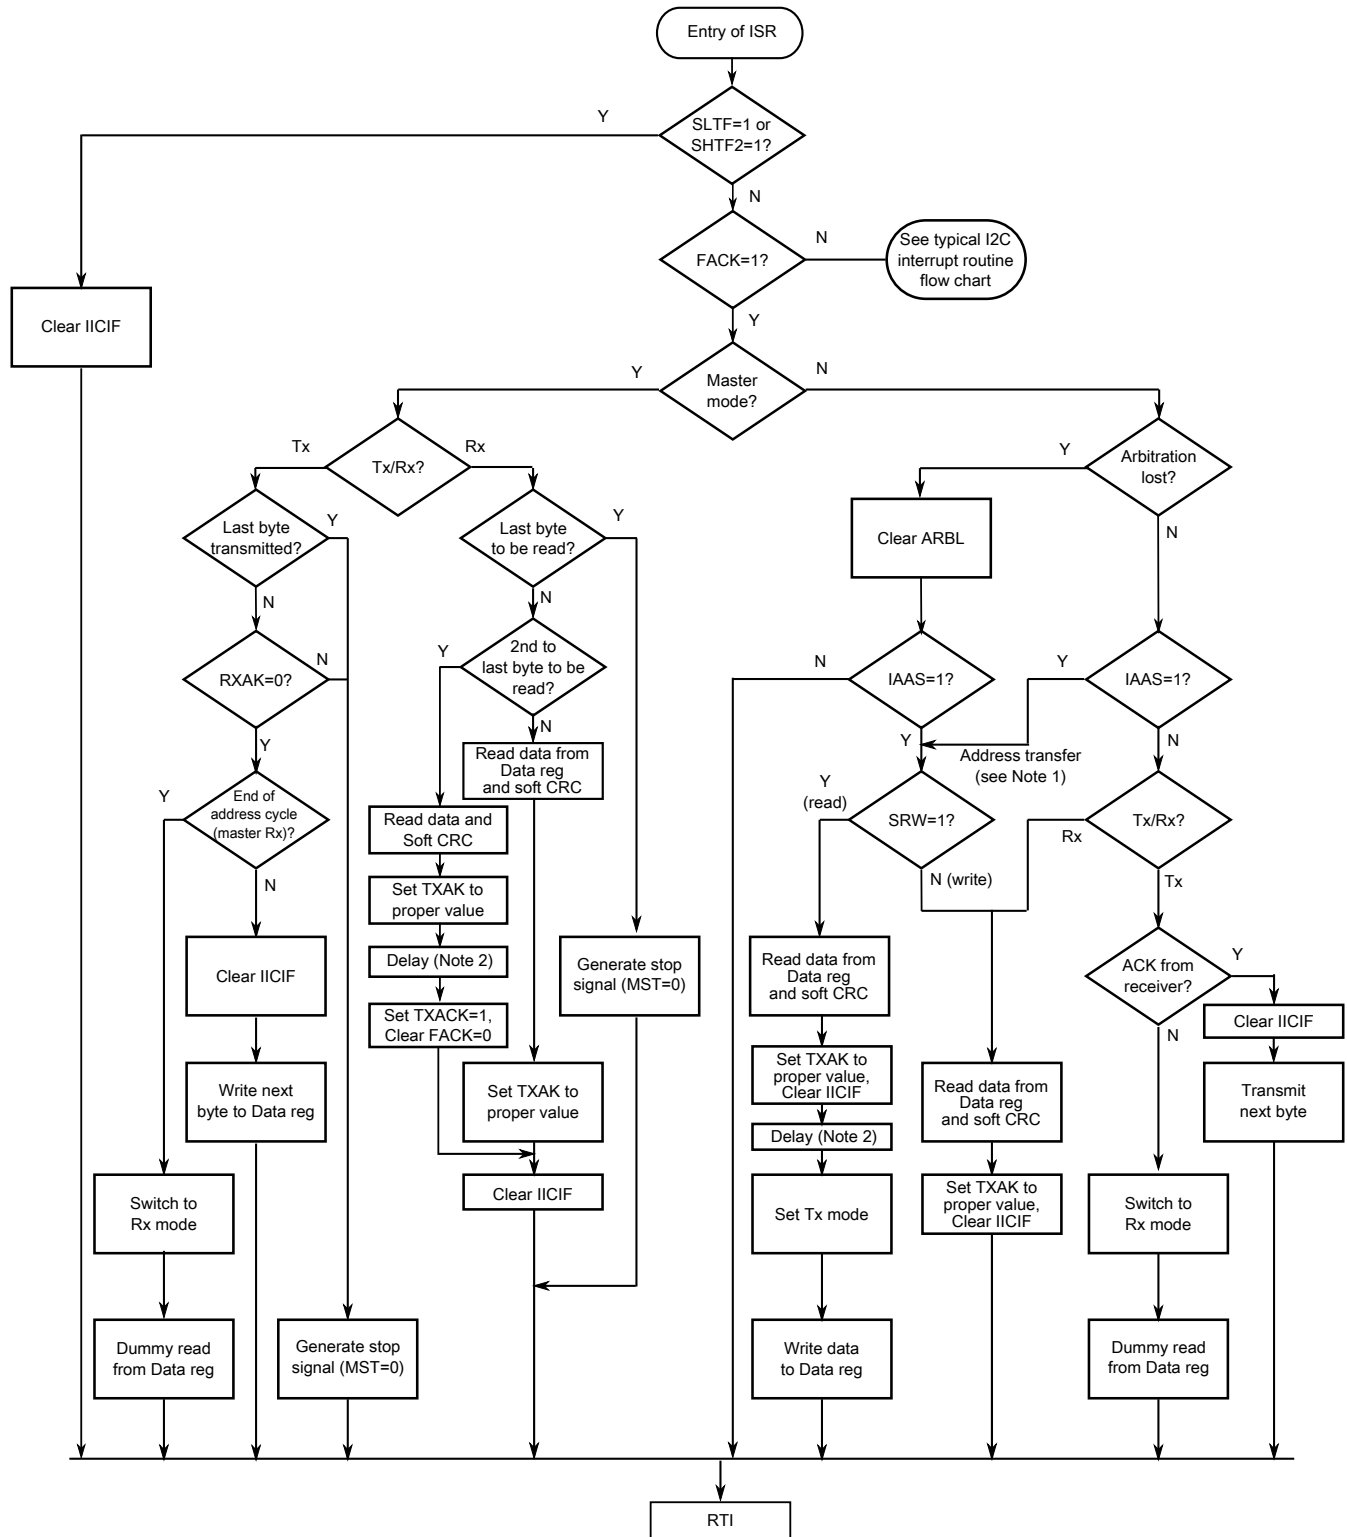 Entry of ISR
Y
SLTF=1 or
SHTF2=1?
N
FACK=1?
N
See typical I2C
interrupt routine
flow chart
Clear IICIF
Y
Y
Master
mode?
N
Tx
Tx/Rx?
Rx
Y
Arbitration
lost?
Last byte
transmitted?
Y
Last byte
to be read?
Y
Clear ARBL
N
N
N
RXAK=0?
N
Y
2nd to
last byte to be
read?
N
IAAS=1?
Y
IAAS=1?
Y
N
Read data from
Data reg
and soft CRC
Y
Address transfer
(see Note 1)
N
Y
End of
address cycle
(master Rx)?
Read data and
Soft CRC
Y
(read)
SRW=1?
Rx
Tx/Rx?
N
Set TXAK to
proper value
N (write)
Tx
Clear IICIF
Delay (Note 2)
Generate stop
signal (MST=0)
Read data from
Data reg
and soft CRC
ACK from
receiver?
Y
Set TXACK=1,
Clear FACK=0
Clear IICIF
N
Write next
byte to Data reg
Set TXAK to
proper value
Set TXAK to
proper value,
Clear IICIF
Read data from
Data reg
and soft CRC
Transmit
next byte
Delay (Note 2)
Switch to
Rx mode
Clear IICIF
Set Tx mode
Set TXAK to
proper value,
Clear IICIF
Switch to
Rx mode
Dummy read
from Data reg
Generate stop
signal (MST=0)
Write data
to Data reg
Dummy read
from Data reg
RTI